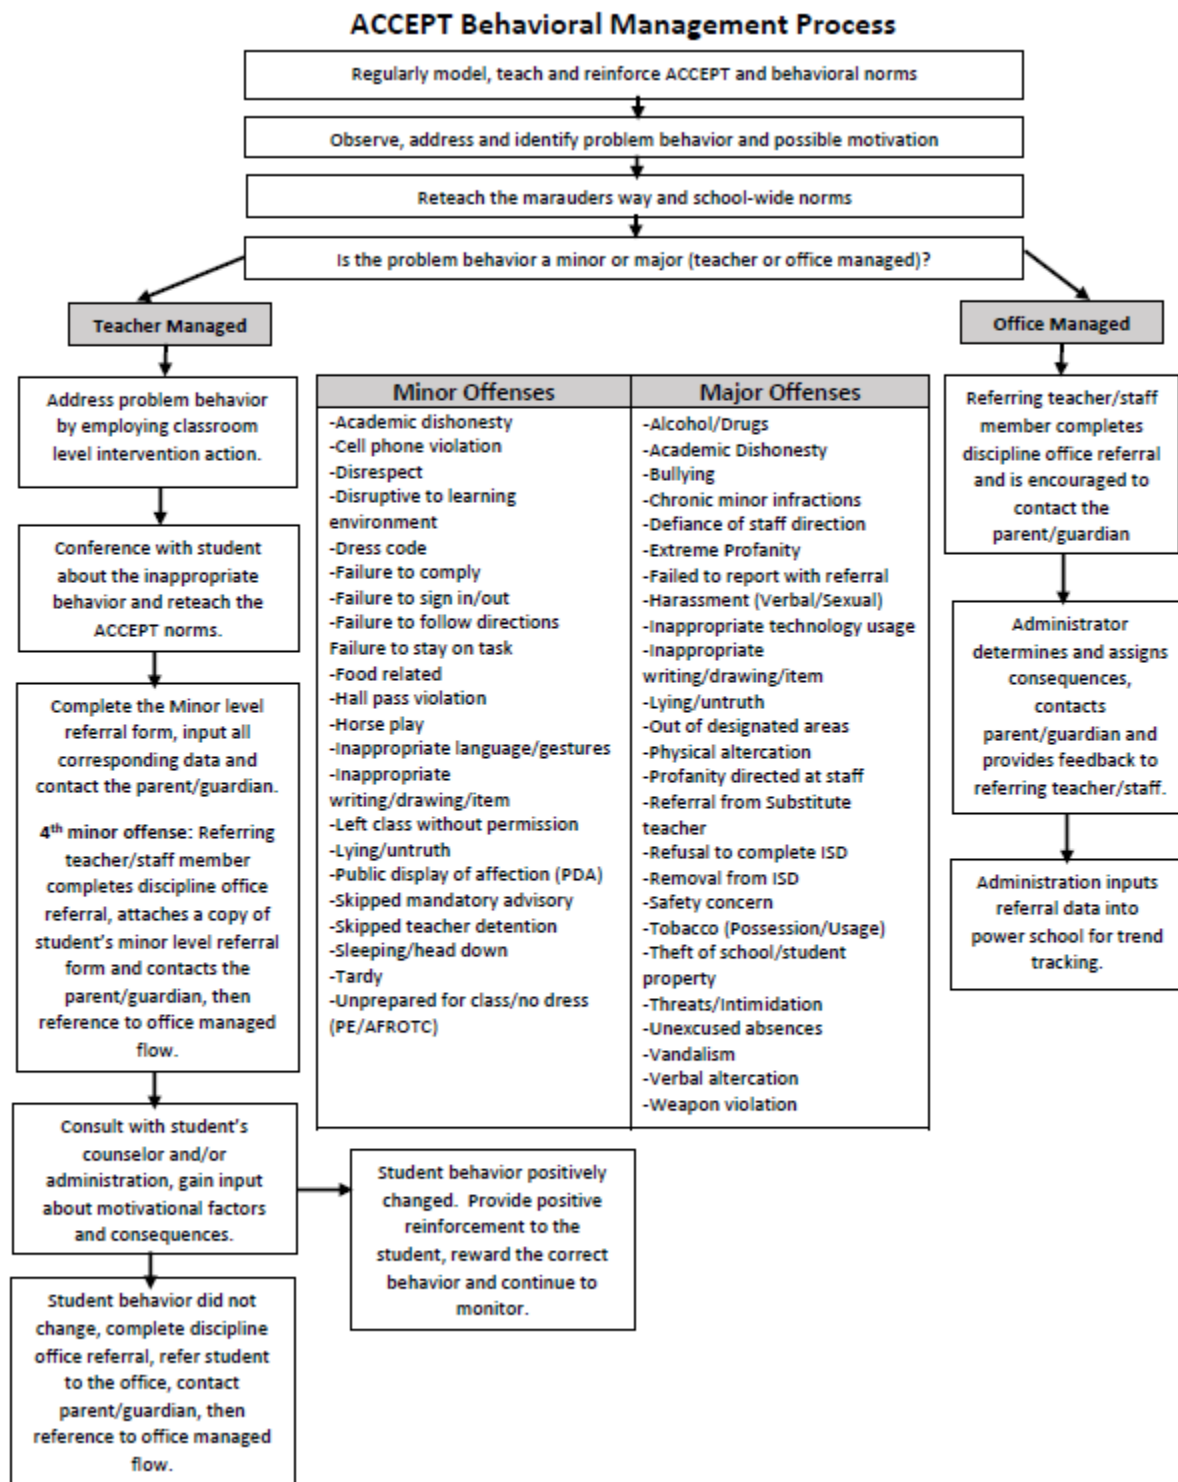 ACCEPT Behavioral Management Process
Regularly model, teach and reinforce ACCEPT and behavioral norms
Observe, address and identify problem behavior and possible motivation
Reteach the marauders way and school-wide norms
Is the problem behavior a minor or major (teacher or office managed)?
Teacher Managed
Address problem behavior
by employing classroom
level intervention action.
Conference with student
about the inappropriate
behavior and reteach the
ACCEPT norms.
Complete the Minor level
referral form, input all
corresponding data and
contact the parent/guardian.
4th minor offense: Referring
teacher/staff member
completes discipline office
referral, attaches a copy of
student's minor level referral
form and contacts the
parent/guardian, then
reference to office managed
flow.
Consult with student's
counselor and/or
administration, gain input
about motivational factors
and consequences.
Student behavior did not
change, complete discipline
office referral, refer student
to the office, contact
parent/guardian, then
reference to office managed
flow.
Student behavior positively
changed. Provide positive
reinforcement to the
student, reward the correct
behavior and continue to
monitor.
Minor Offenses
-Academic dishonesty
-Cell phone violation
-Disrespect
-Disruptive to learning
environment
-Dress code
-Failure to comply
-Failure to sign in/out
-Failure to follow directions
Failure to stay on task
-Food related
-Hall pass violation
-Horse play
-Inappropriate language/gestures
-Inappropriate
writing/drawing/item
-Left class without permission
-Lying/untruth
-Public display of affection (PDA)
-Skipped mandatory advisory
-Skipped teacher detention
-Sleeping/head down
-Tardy
-Unprepared for class/no dress
(PE/AFROTC)
Major Offenses
-Alcohol/Drugs
-Academic Dishonesty
-Bullying
-Chronic minor infractions
-Defiance of staff direction
-Extreme Profanity
-Failed to report with referral
-Harassment (Verbal/Sexual)
-Inappropriate technology usage
-Inappropriate
writing/drawing/item
-Lying/untruth
-Out of designated areas
-Physical altercation
-Profanity directed at staff
-Referral from Substitute
teacher
-Refusal to complete ISD
-Removal from ISD
-Safety concern
-Tobacco (Possession/Usage)
-Theft of school/student
property
-Threats/Intimidation
-Unexcused absences
-Vandalism
-Verbal altercation
-Weapon violation
Office Managed
Referring teacher/staff
member completes
discipline office referral
and is encouraged to
contact the
parent/guardian
Administrator
determines and assigns
consequences,
contacts
parent/guardian and
provides feedback to
referring teacher/staff.
Administration inputs
referral data into
power school for trend
tracking.